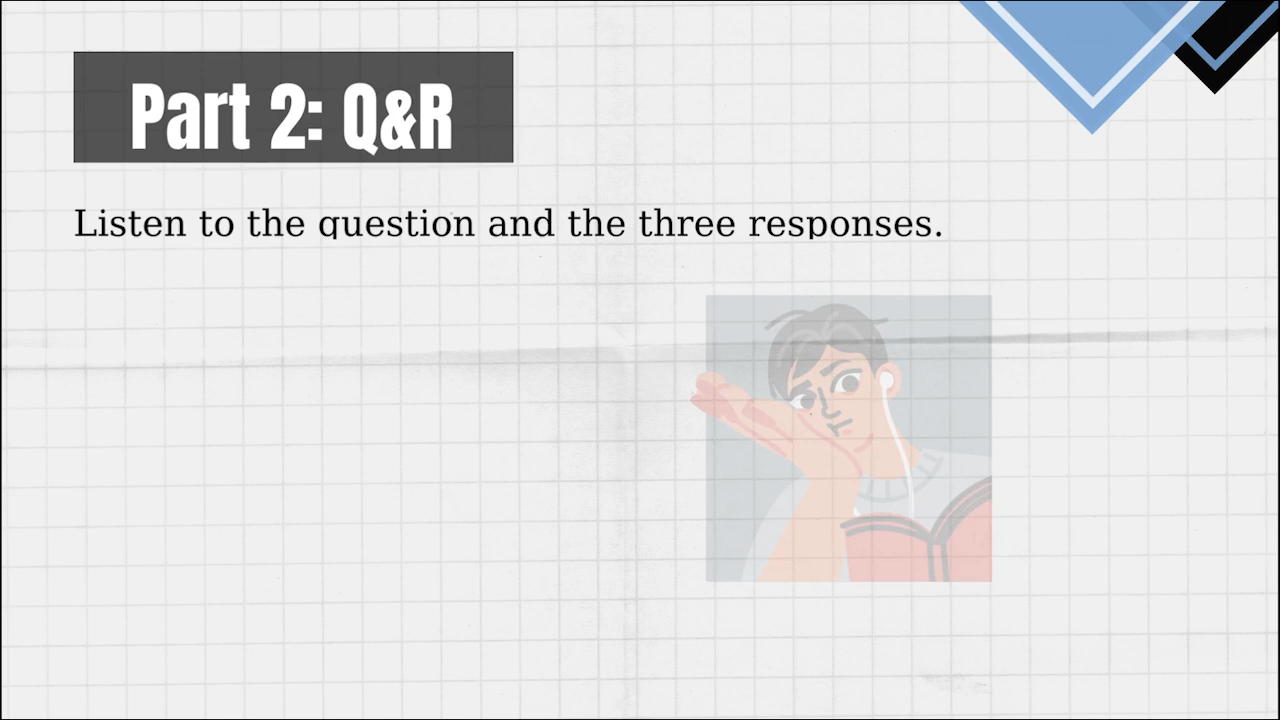 Part 2: Q&R
Listen to the question and the three responses.